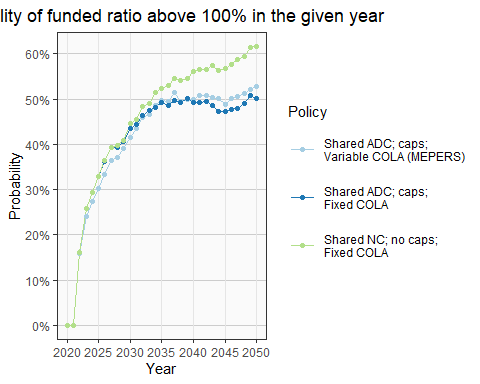 lity of funded ratio above 100% in the given year
60%
50%
40%
30%
20%
10%
0%
Probability
2020 2025 2030 2035 2040 2045 2050
Year
Policy
Shared ADC; caps;
Variable COLA (MEPERS)
Shared ADC; caps;
Fixed COLA
Shared NC; no caps;
Fixed COLA